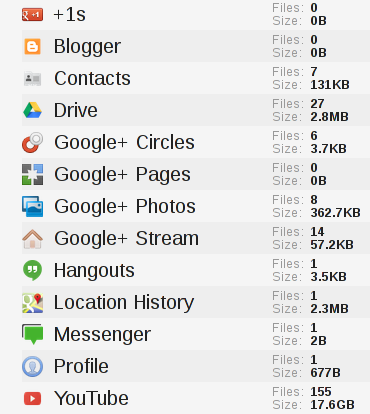 +1s Files: 0
Size: 0B
Blogger Files: 0
Size: 0B
Contacts Files: 7
Size: 131KB
Drive Files: 27
Size: 2.8MB
Google+ Circles Files: 6
Size: 3.7KB
Google+ Pages Files: 0
Size: 0B
Google+ Photos Files: 8
Size: 362.7KB
Google+ Stream Files: 14
Size: 57.2KB
Hangouts Files: 1
Size: 3.5KB
Location History Files: 1
Size: 2.3MB
Messenger Files: 1
Size: 2B
Profile Files: 1
Size: 677B
YouTube Files: 155
Size: 17.6GB